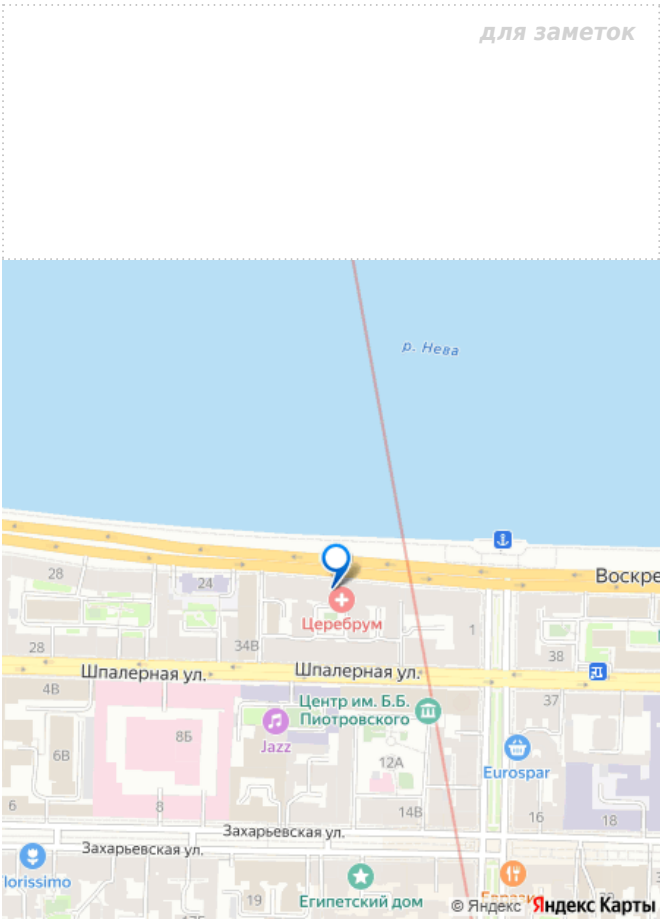 для заметок
р. Нева
28
24
Воскре
Церебрум
1
34В
38
28
Шпалерная ул.
Шпалерная ул.
4В
Центр им. Б.Б.
Пиотровского
37
8Б
Jazz
6В
12А
Eurospar
6
8
14В
16
18
Захарьевская ул.
Захарьевская ул.
lorissimo
19
Египетский дом
© Яндекс Яндекс Карты